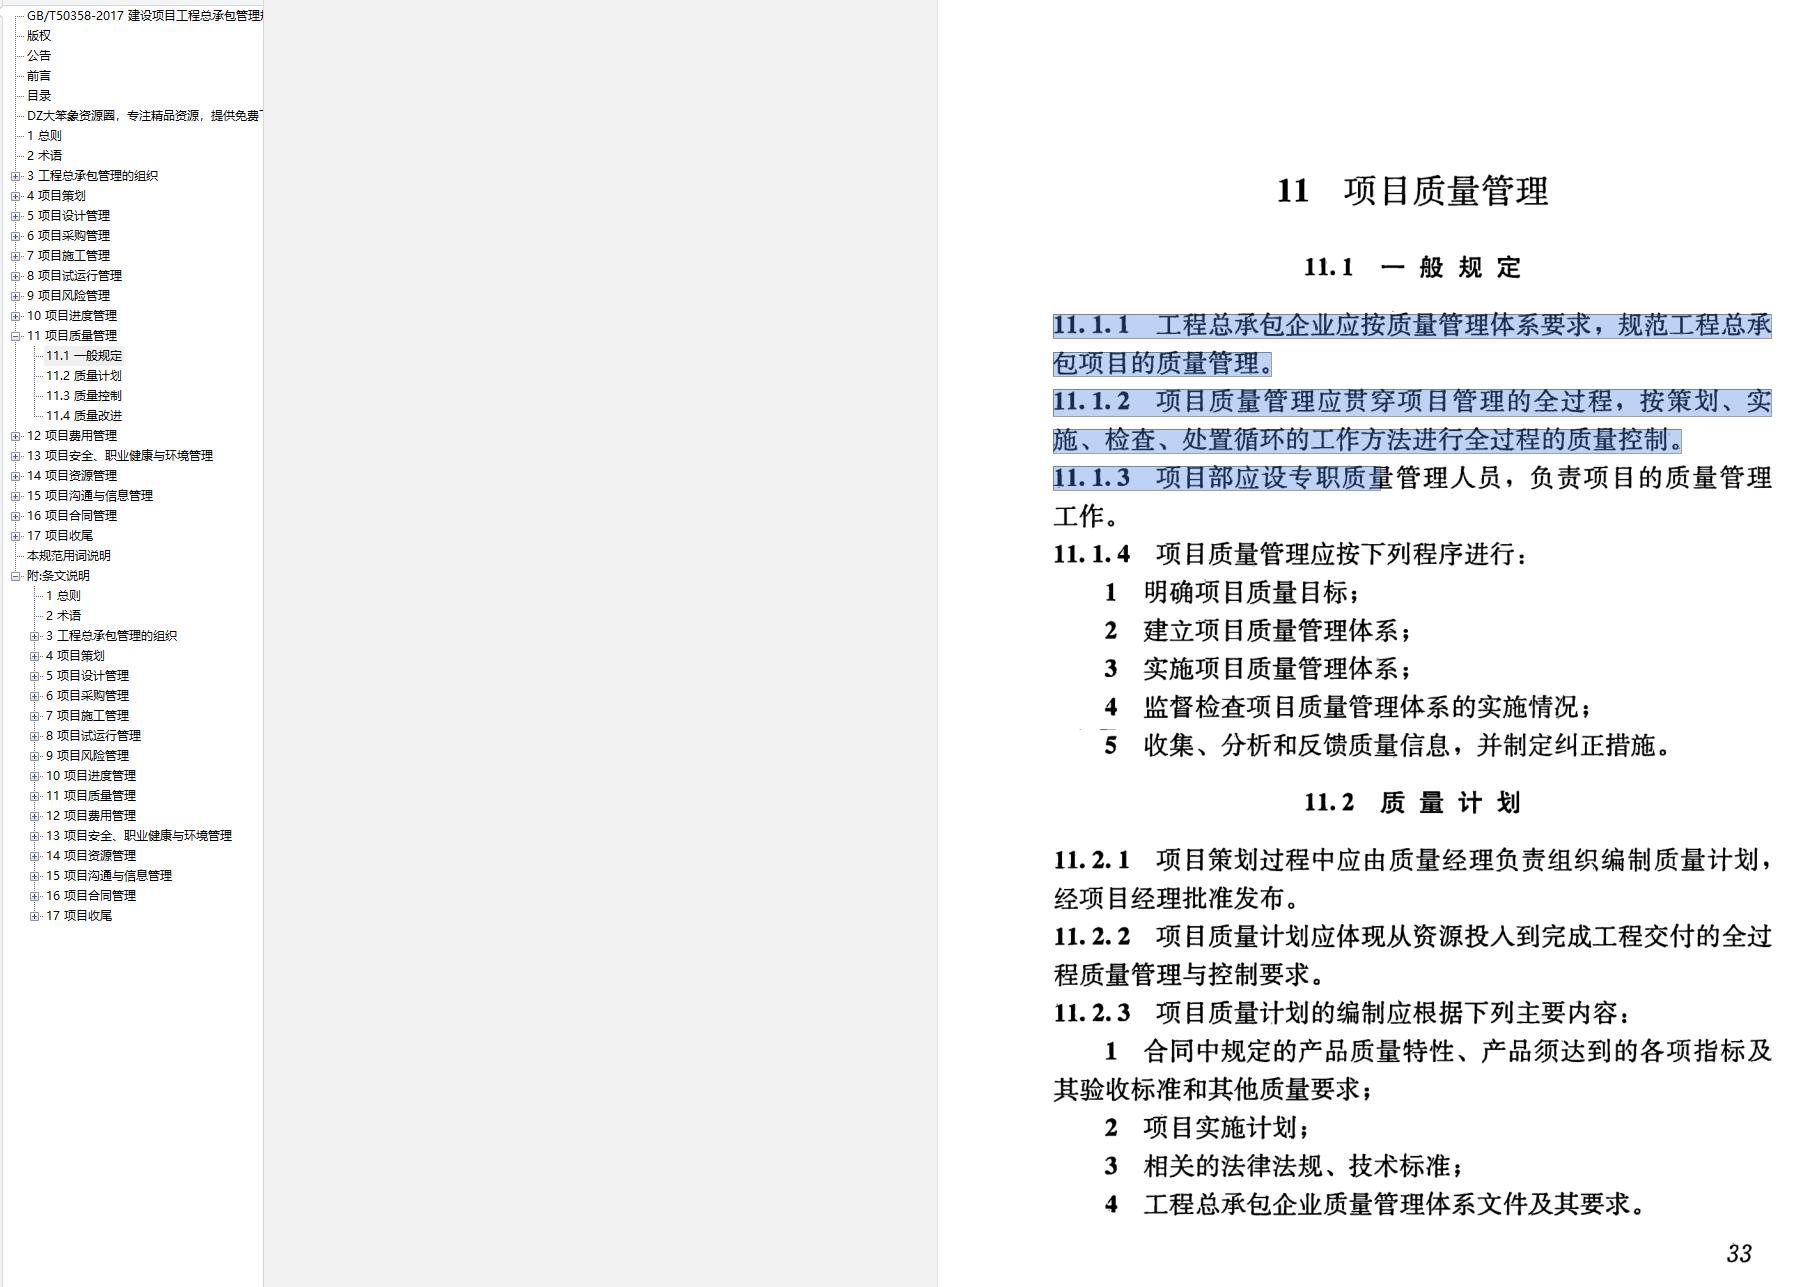 GB/T50358-2017 建设项目工程总承包管理
版权
公告
前言
目录
DZ大笨象资源圈，专注精品资源，提供免费
1 总则
2 术语
3 工程总承包管理的组织
4 项目策划
5 项目设计管理
6 项目采购管理
7 项目施工管理
8 项目试运行管理
9 项目风险管理
10 项目进度管理
11 项目质量管理
11.1 一般规定
11.2 质量计划
11.3 质量控制
11.4 质量改进
12 项目费用管理
13 项目安全、职业健康与环境管理
14 项目资源管理
15 项目沟通与信息管理
16 项目合同管理
17 项目收尾
本规范用词说明
附:条文说明
1 总则
2 术语
3 工程总承包管理的组织
4 项目策划
5 项目设计管理
6 项目采购管理
7 项目施工管理
8 项目试运行管理
9 项目风险管理
10 项目进度管理
11 项目质量管理
12 项目费用管理
13 项目安全、职业健康与环境管理
14 项目资源管理
15 项目沟通与信息管理
16 项目合同管理
17 项目收尾
11 项目质量管理
11.1 一般规定
11.1.1 工程总承包企业应按质量管理体系要求，规范工程总承
包项目的质量管理。
11.1.2 项目质量管理应贯穿项目管理的全过程，按策划、实
施、检查、处置循环的工作方法进行全过程的质量控制。
11.1.3 项目部应设专职质量管理人员，负责项目的质量管理
工作。
11.1.4 项目质量管理应按下列程序进行：
1 明确项目质量目标；
2 建立项目质量管理体系；
3 实施项目质量管理体系；
4 监督检查项目质量管理体系的实施情况；
5 收集、分析和反馈质量信息，并制定纠正措施。
11.2 质量计划
11.2.1 项目策划过程中应由质量经理负责组织编制质量计划，
经项目经理批准发布。
11.2.2 项目质量计划应体现从资源投入到完成工程交付的全过
程质量管理与控制要求。
11.2.3 项目质量计划的编制应根据下列主要内容：
1 合同中规定的产品质量特性、产品须达到的各项指标及
其验收标准和其他质量要求；
2 项目实施计划；
3 相关的法律法规、技术标准；
4 工程总承包企业质量管理体系文件及其要求。
33